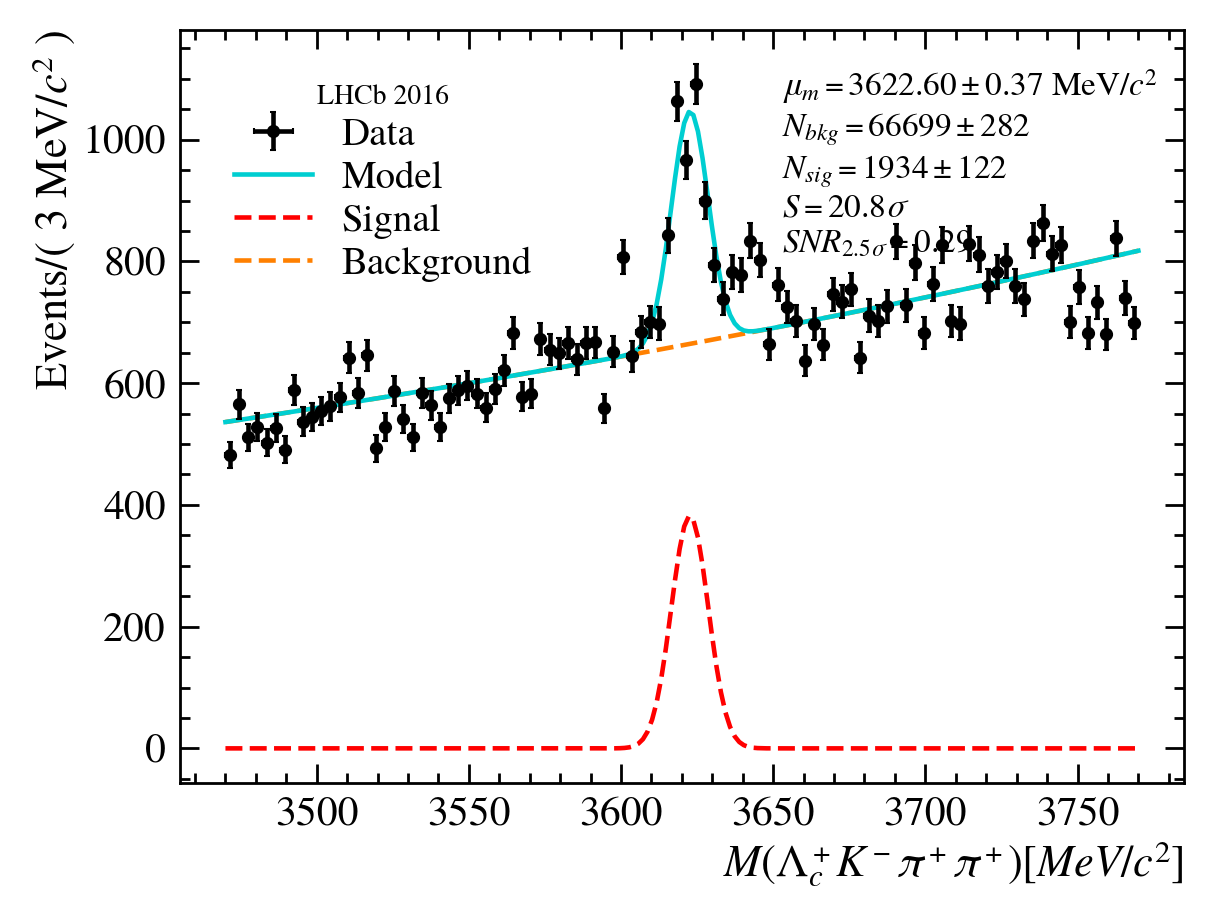 Events/( 3 MeV/c² )
1000
800
600
400
200
0
LHCb 2016
Data
Model
Signal
Background
μ_m = 3622.60 ± 0.37 MeV/c²
N_bkg = 66699 ± 282
N_sig = 1934 ± 122
S = 20.8σ
SNR_2.5σ = 0.29
3500 3550 3600 3650 3700 3750
M(Λ_c⁺K⁻π⁺π⁺)[MeV/c²]